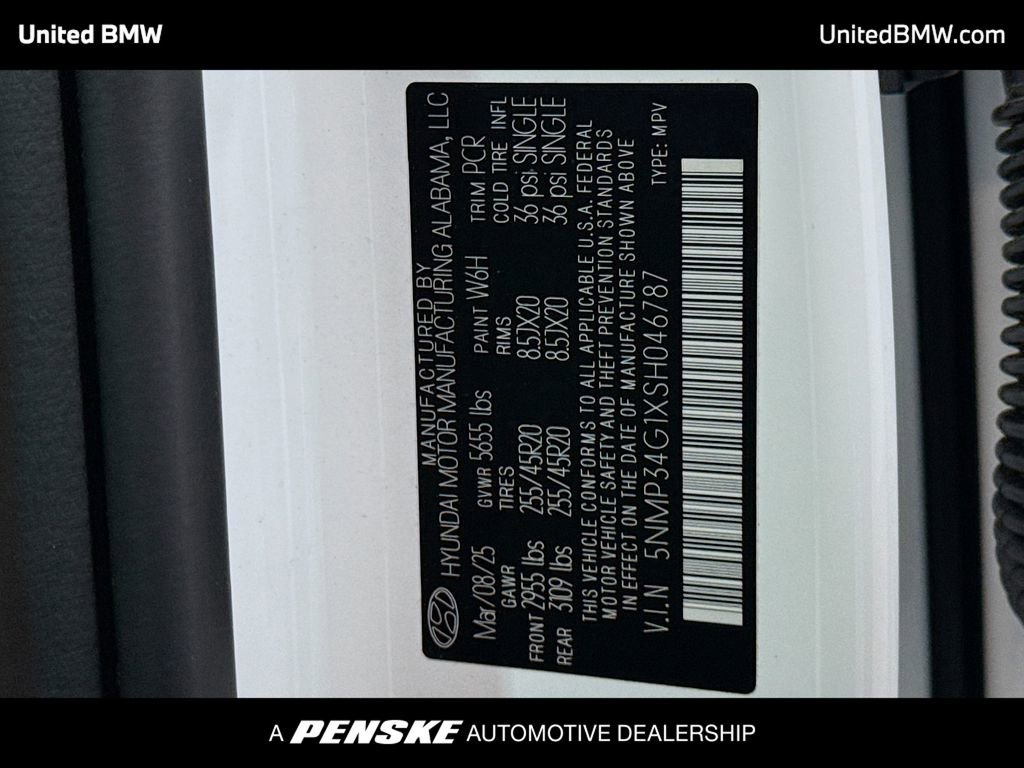 United BMW
UnitedBMW.com
MANUFACTURED BY
HYUNDAI MOTOR MANUFACTURING ALABAMA, LLC
Mar/08/25 GVWR 5655 lbs PAINT W6H TRIM PCR
GAWR TIRES RIMS COLD TIRE INFL
FRONT 2955 lbs 255/45R20 8.5JX20 36 psi SINGLE
REAR 3109 lbs 255/45R20 8.5JX20 36 psi SINGLE
THIS VEHICLE CONFORMS TO ALL APPLICABLE U.S.A. FEDERAL
MOTOR VEHICLE SAFETY AND THEFT PREVENTION STANDARDS
IN EFFECT ON THE DATE OF MANUFACTURE SHOWN ABOVE
V.I.N 5NMP34G1XSH046787 TYPE: MPV
A PENSKE AUTOMOTIVE DEALERSHIP